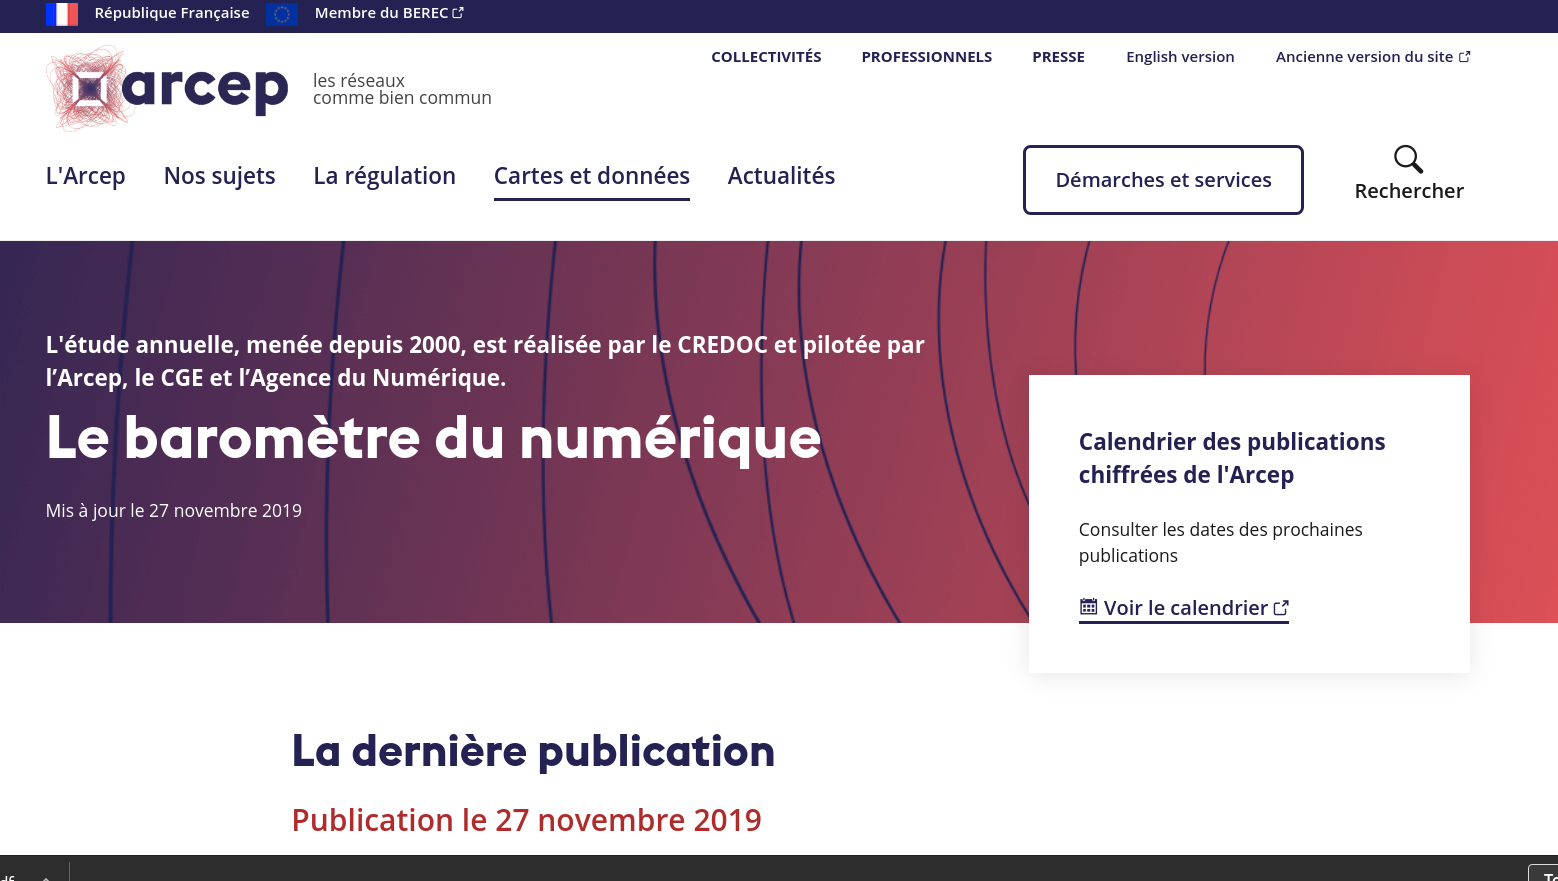 République Française Membre du BEREC
COLLECTIVITÉS PROFESSIONNELS PRESSE English version Ancienne version du site
arcep
les réseaux
comme bien commun
L'Arcep Nos sujets La régulation Cartes et données Actualités
Démarches et services
Rechercher
L'étude annuelle, menée depuis 2000, est réalisée par le CREDOC et pilotée par
l’Arcep, le CGE et l’Agence du Numérique.
Le baromètre du numérique
Mis à jour le 27 novembre 2019
Calendrier des publications
chiffrées de l'Arcep
Consulter les dates des prochaines
publications
Voir le calendrier
La dernière publication
Publication le 27 novembre 2019